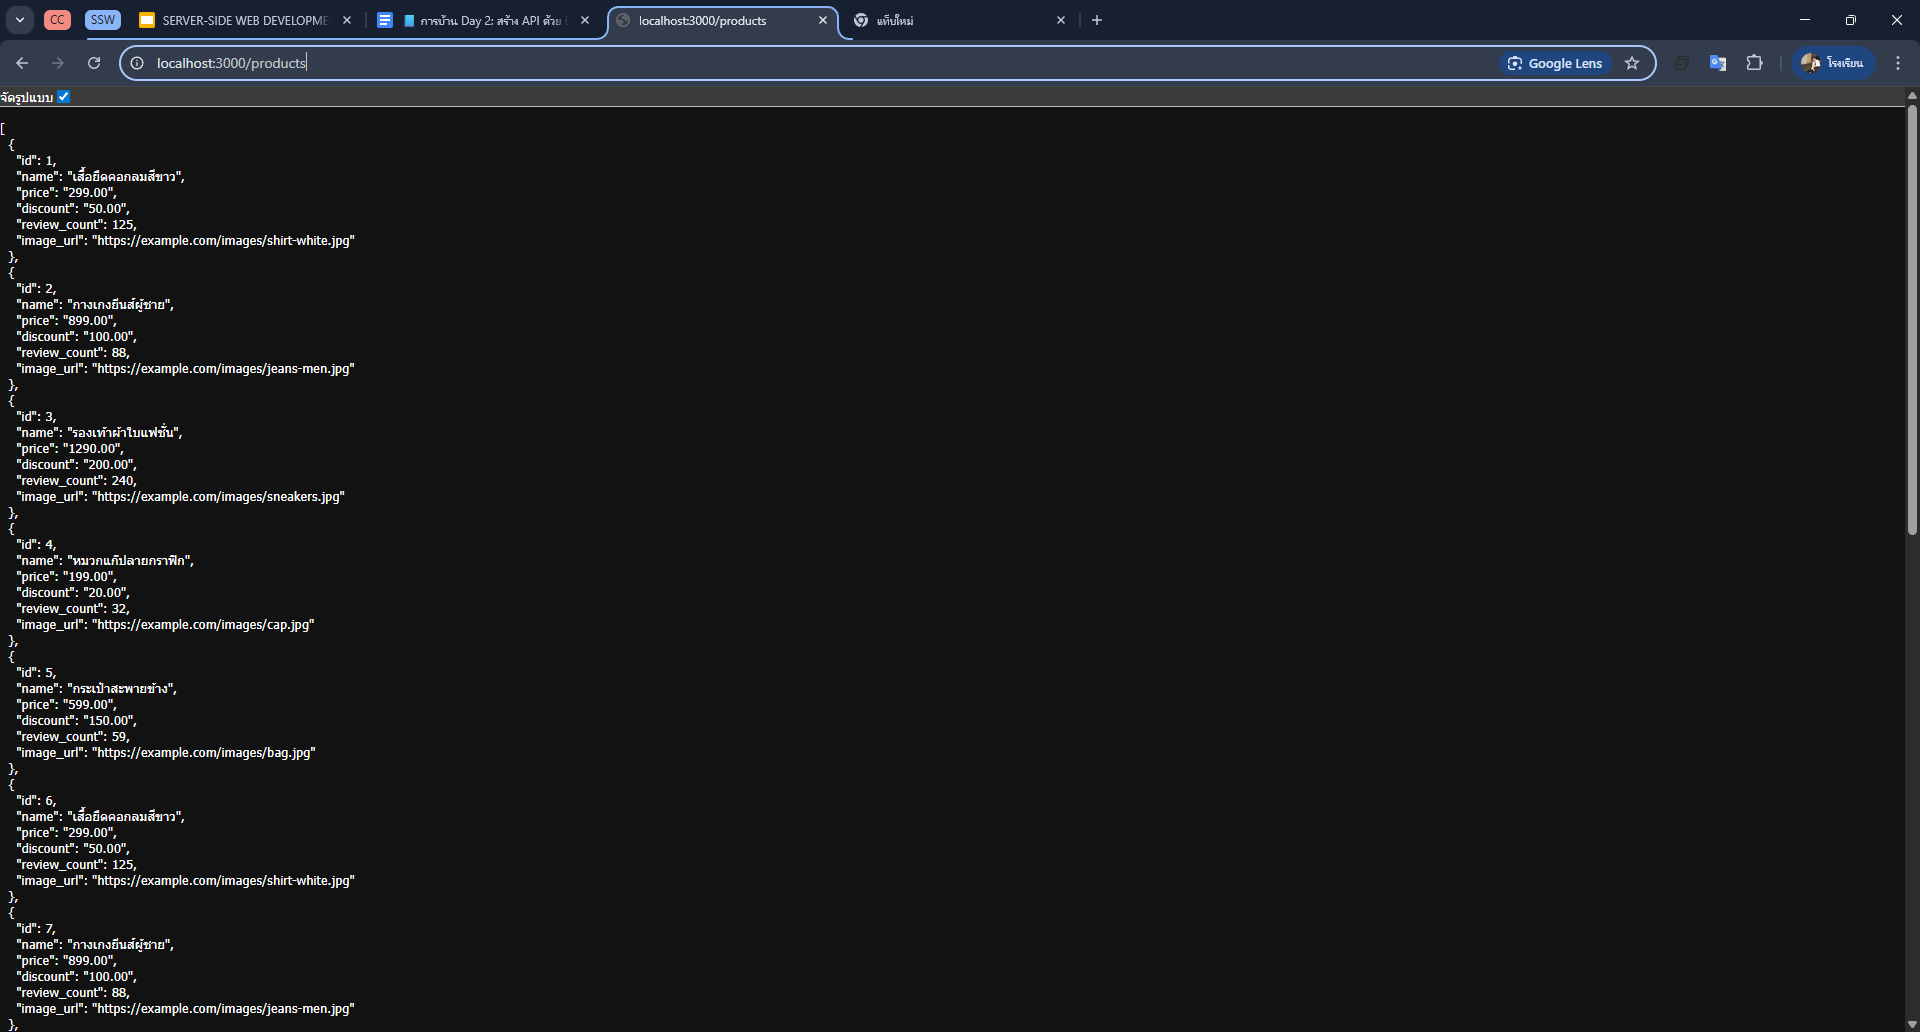 CC
SSW
SERVER-SIDE WEB DEVELOPME
การบ้าน Day 2: สร้าง API ด้วย
localhost:3000/products
แท็บใหม่
localhost:3000/products
Google Lens
โรงเรียน
จัดรูปแบบ
[
{
"id": 1,
"name": "เสื้อยืดคอกลมสีขาว",
"price": "299.00",
"discount": "50.00",
"review_count": 125,
"image_url": "https://example.com/images/shirt-white.jpg"
},
{
"id": 2,
"name": "กางเกงยีนส์ผู้ชาย",
"price": "899.00",
"discount": "100.00",
"review_count": 88,
"image_url": "https://example.com/images/jeans-men.jpg"
},
{
"id": 3,
"name": "รองเท้าผ้าใบแฟชั่น",
"price": "1290.00",
"discount": "200.00",
"review_count": 240,
"image_url": "https://example.com/images/sneakers.jpg"
},
{
"id": 4,
"name": "หมวกแก๊ปลายกราฟิก",
"price": "199.00",
"discount": "20.00",
"review_count": 32,
"image_url": "https://example.com/images/cap.jpg"
},
{
"id": 5,
"name": "กระเป๋าสะพายข้าง",
"price": "599.00",
"discount": "150.00",
"review_count": 59,
"image_url": "https://example.com/images/bag.jpg"
},
{
"id": 6,
"name": "เสื้อยืดคอกลมสีขาว",
"price": "299.00",
"discount": "50.00",
"review_count": 125,
"image_url": "https://example.com/images/shirt-white.jpg"
},
{
"id": 7,
"name": "กางเกงยีนส์ผู้ชาย",
"price": "899.00",
"discount": "100.00",
"review_count": 88,
"image_url": "https://example.com/images/jeans-men.jpg"
},